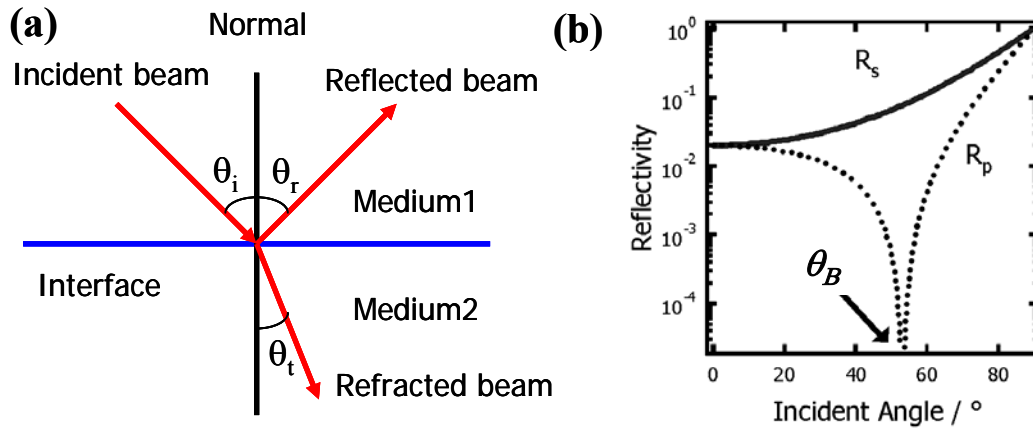 (a)
Normal
Incident beam
Reflected beam
θi θr
Medium1
Interface
Medium2
θt
Refracted beam
(b)
10^0
10^-1
10^-2
10^-3
10^-4
Reflectivity
Rs
Rp
θB
0 20 40 60 80
Incident Angle / °